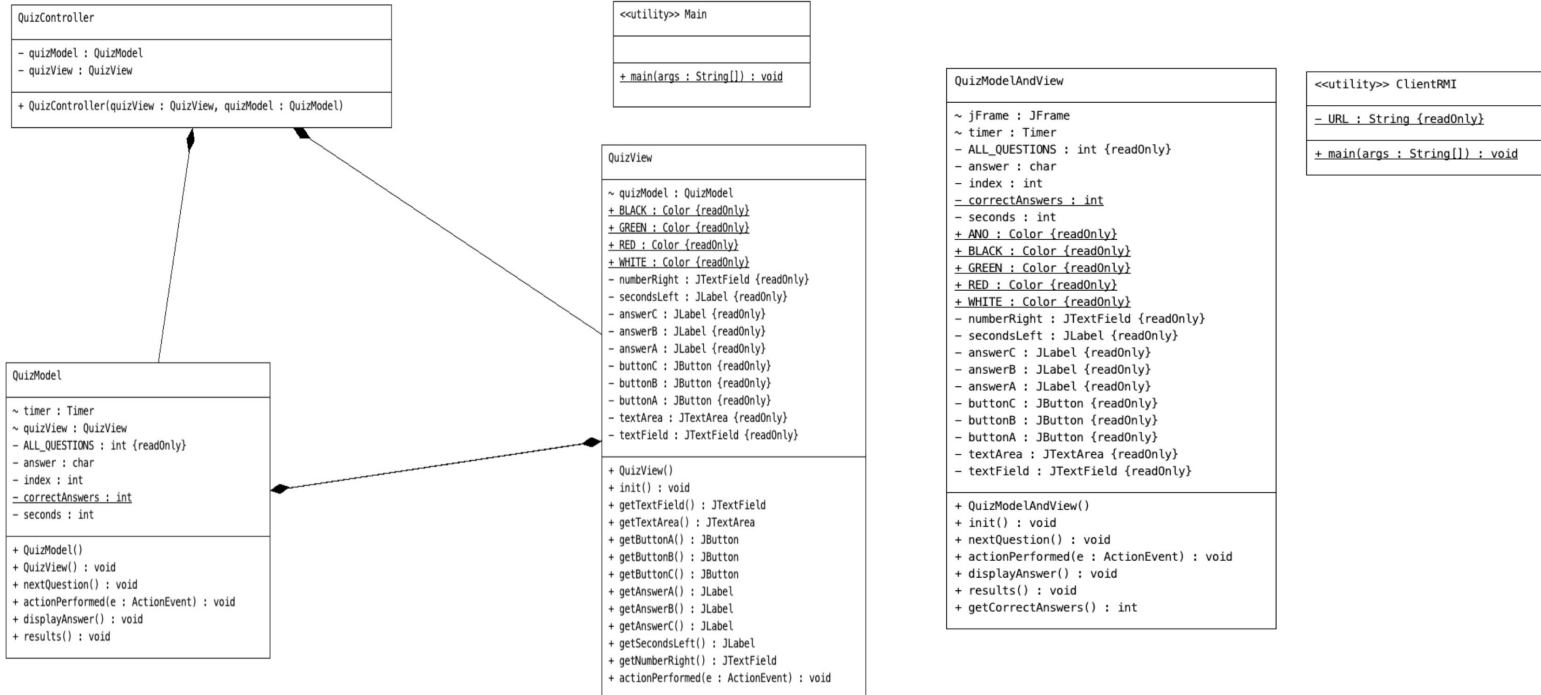 QuizController
− quizModel : QuizModel
− quizView : QuizView
+ QuizController(quizView : QuizView, quizModel : QuizModel)
<<utility>> Main
+ main(args : String[]) : void
QuizModel
~ timer : Timer
~ quizView : QuizView
− ALL_QUESTIONS : int {readOnly}
− answer : char
− index : int
− correctAnswers : int
− seconds : int
+ QuizModel()
+ QuizView() : void
+ nextQuestion() : void
+ actionPerformed(e : ActionEvent) : void
+ displayAnswer() : void
+ results() : void
QuizView
~ quizModel : QuizModel
+ BLACK : Color {readOnly}
+ GREEN : Color {readOnly}
+ RED : Color {readOnly}
+ WHITE : Color {readOnly}
− numberRight : JTextField {readOnly}
− secondsLeft : JLabel {readOnly}
− answerC : JLabel {readOnly}
− answerB : JLabel {readOnly}
− answerA : JLabel {readOnly}
− buttonC : JButton {readOnly}
− buttonB : JButton {readOnly}
− buttonA : JButton {readOnly}
− textArea : JTextArea {readOnly}
− textField : JTextField {readOnly}
+ QuizView()
+ init() : void
+ getTextField() : JTextField
+ getTextArea() : JTextArea
+ getButtonA() : JButton
+ getButtonB() : JButton
+ getButtonC() : JButton
+ getAnswerA() : JLabel
+ getAnswerB() : JLabel
+ getAnswerC() : JLabel
+ getSecondsLeft() : JLabel
+ getNumberRight() : JTextField
+ actionPerformed(e : ActionEvent) : void
QuizModelAndView
~ jFrame : JFrame
~ timer : Timer
− ALL_QUESTIONS : int {readOnly}
− answer : char
− index : int
− correctAnswers : int
− seconds : int
+ ANO : Color {readOnly}
+ BLACK : Color {readOnly}
+ GREEN : Color {readOnly}
+ RED : Color {readOnly}
+ WHITE : Color {readOnly}
− numberRight : JTextField {readOnly}
− secondsLeft : JLabel {readOnly}
− answerC : JLabel {readOnly}
− answerB : JLabel {readOnly}
− answerA : JLabel {readOnly}
− buttonC : JButton {readOnly}
− buttonB : JButton {readOnly}
− buttonA : JButton {readOnly}
− textArea : JTextArea {readOnly}
− textField : JTextField {readOnly}
+ QuizModelAndView()
+ init() : void
+ nextQuestion() : void
+ actionPerformed(e : ActionEvent) : void
+ displayAnswer() : void
+ results() : void
+ getCorrectAnswers() : int
<<utility>> ClientRMI
− URL : String {readOnly}
+ main(args : String[]) : void